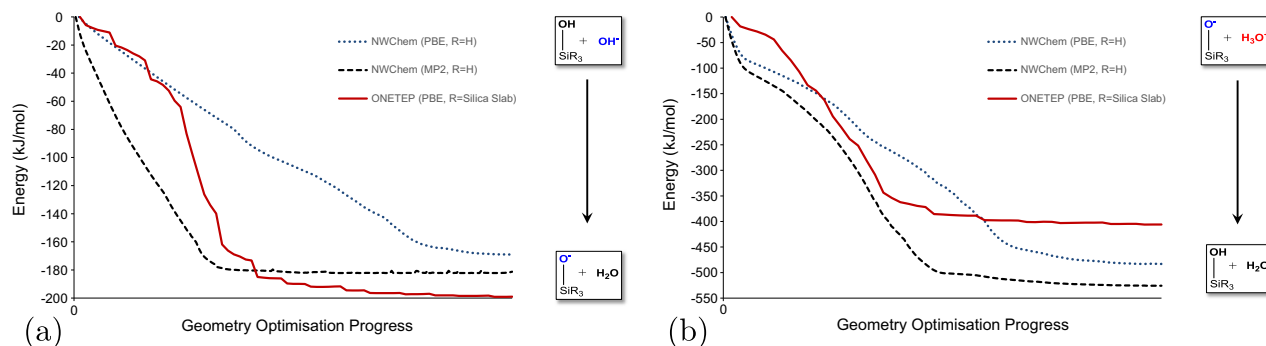 0
-20
-40
-60
-80
-100
-120
-140
-160
-180
-200
0
Energy (kJ/mol)
Geometry Optimisation Progress
NWChem (PBE, R=H)
NWChem (MP2, R=H)
ONETEP (PBE, R=Silica Slab)
OH
SiR₃
+ OH⁻
O⁻
SiR₃
+ H₂O
(a)
0
-50
-100
-150
-200
-250
-300
-350
-400
-450
-500
-550
Energy (kJ/mol)
Geometry Optimisation Progress
NWChem (PBE, R=H)
NWChem (MP2, R=H)
ONETEP (PBE, R=Silica Slab)
O⁻
SiR₃
+ H₃O⁺
OH
SiR₃
+ H₂O
(b)